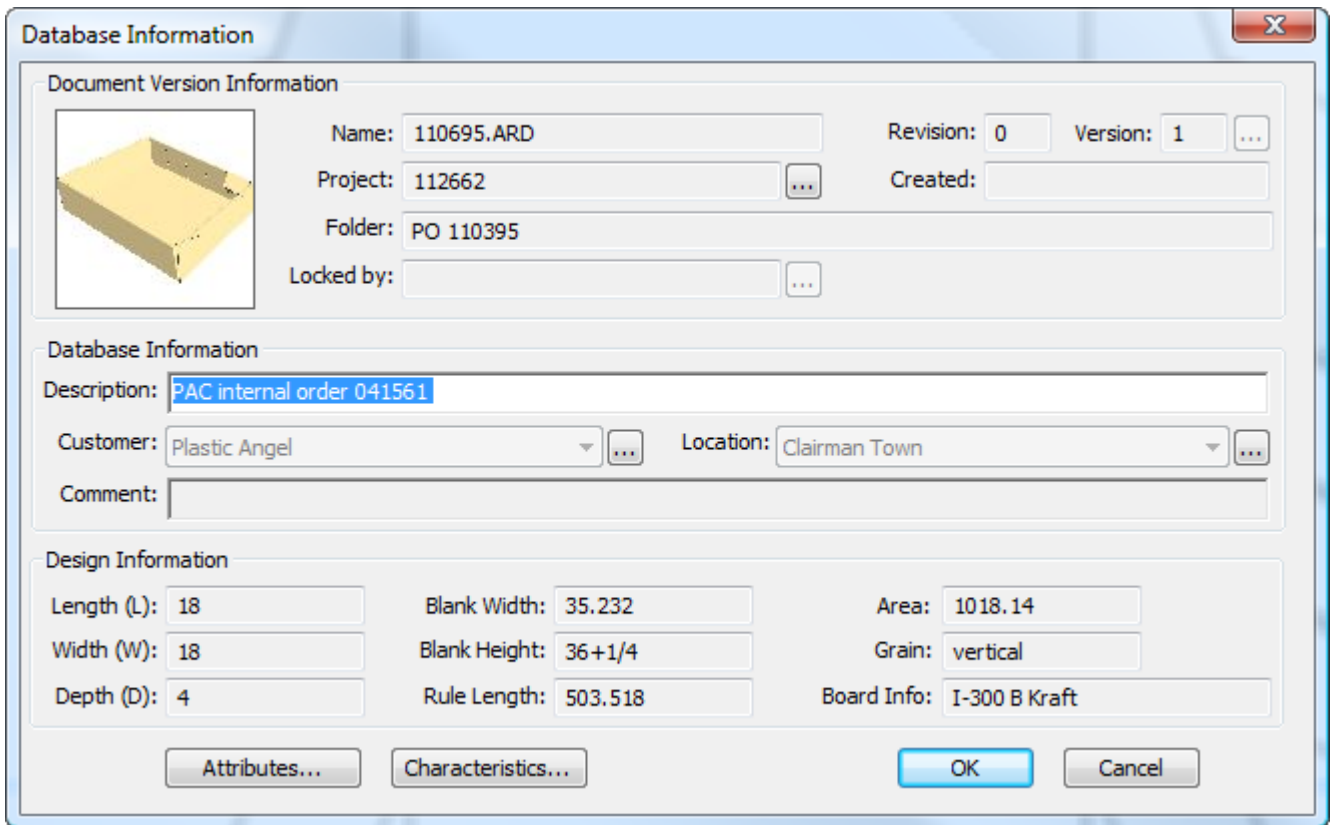 Database Information
Document Version Information
Name: 110695.ARD Revision: 0 Version: 1 ...
Project: 112662 ... Created:
Folder: PO 110395
Locked by: ...
Database Information
Description: PAC internal order 041561
Customer: Plastic Angel ... Location: Clairman Town ...
Comment:
Design Information
Length (L): 18 Blank Width: 35.232 Area: 1018.14
Width (W): 18 Blank Height: 36+1/4 Grain: vertical
Depth (D): 4 Rule Length: 503.518 Board Info: I-300 B Kraft
Attributes... Characteristics... OK Cancel